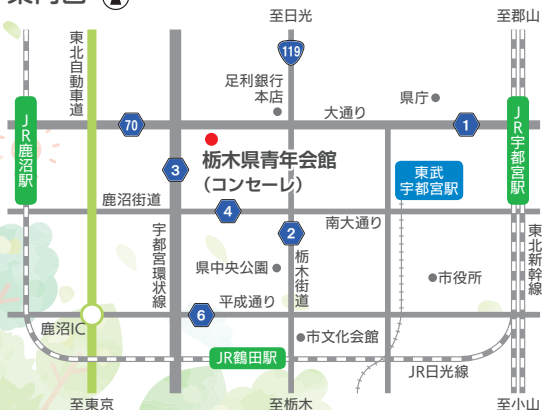 案内図
至日光
至郡山
東北自動車道
119
足利銀行
本店
県庁
大通り
70
1
JR鹿沼駅
JR宇都宮駅
栃木県青年会館
(コンセーレ)
3
東武
宇都宮駅
鹿沼街道
4
南大通り
2
宇都宮環状線
栃木街道
東北新幹線
県中央公園
市役所
平成通り
6
鹿沼IC
市文化会館
JR鶴田駅
JR日光線
至東京
至栃木
至小山